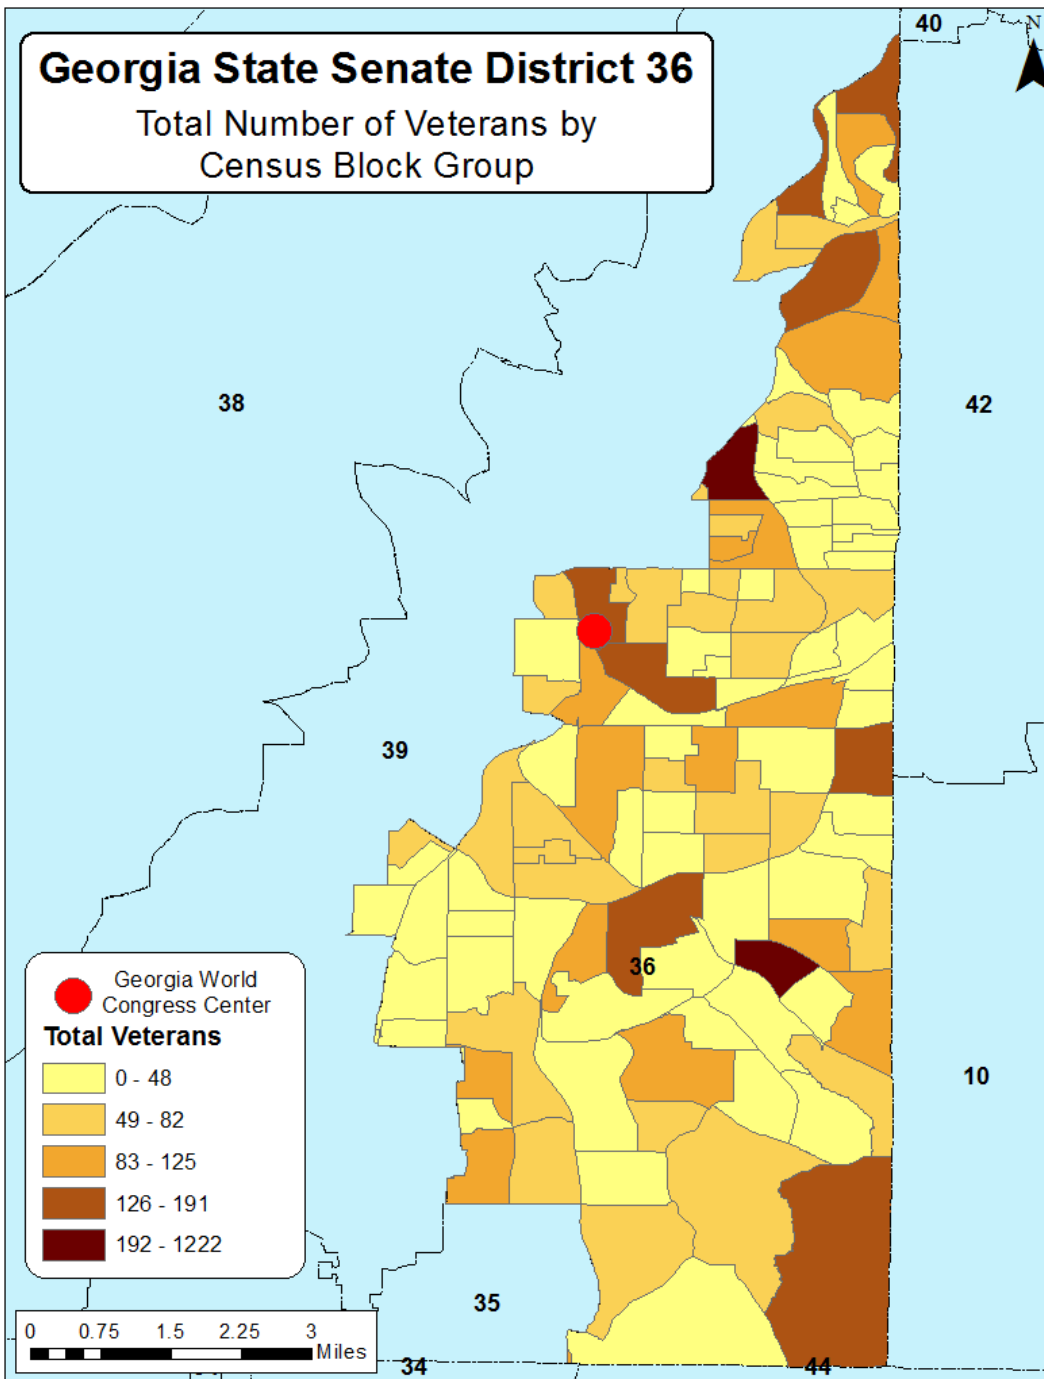 Georgia State Senate District 36
Total Number of Veterans by
Census Block Group
40
N
38
42
39
36
10
35
34
44
Georgia World
Congress Center
Total Veterans
0 - 48
49 - 82
83 - 125
126 - 191
192 - 1222
0 0.75 1.5 2.25 3
Miles